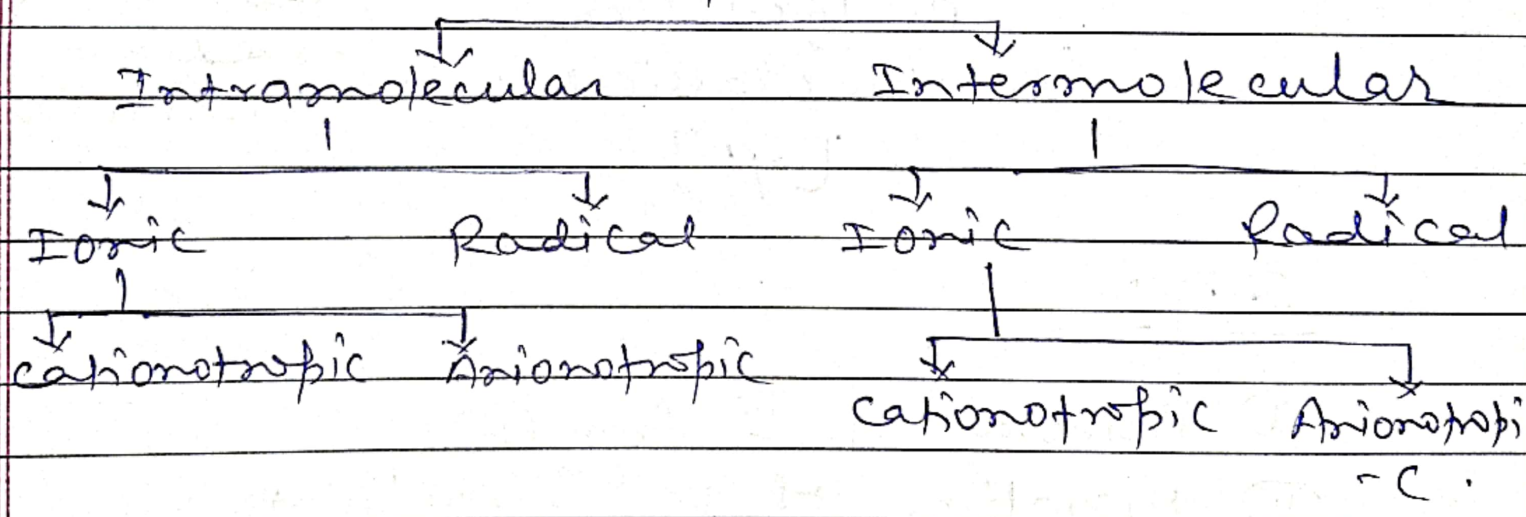 Intramolecular Intermolecular
Ionic Radical Ionic Radical
Cationotropic Anionotropic
Cationotropic Anionotropi
-c.